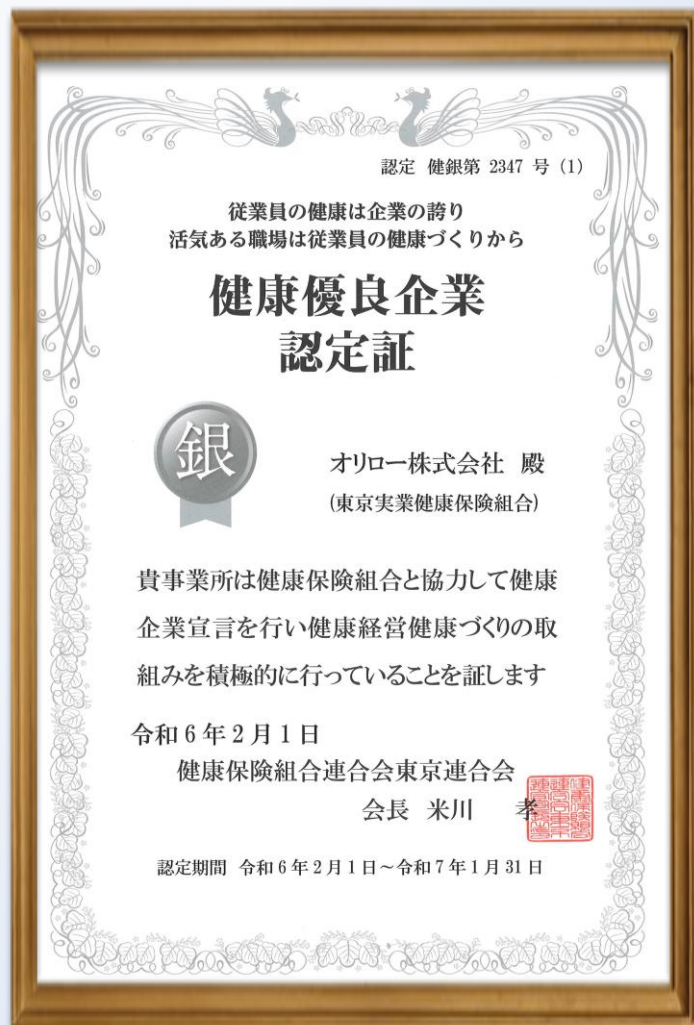 認定 健銀第 2347 号 (1)
従業員の健康は企業の誇り
活気ある職場は従業員の健康づくりから
健康優良企業
認定証
銀
オリロー株式会社 殿
(東京実業健康保険組合)
貴事業所は健康保険組合と協力して健康
企業宣言を行い健康経営健康づくりの取
組みを積極的に行っていることを証します
令和6年2月1日
健康保険組合連合会東京連合会
会長 米川 孝
認定期間 令和6年2月1日～令和7年1月31日